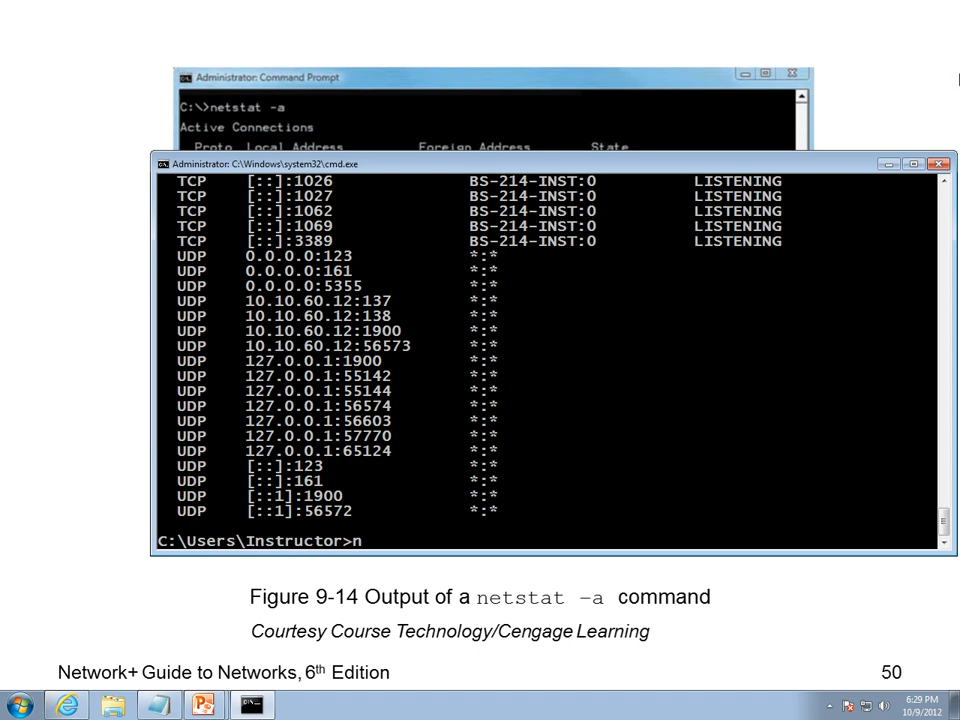 Administrator: Command Prompt
C:\>netstat -a
Active Connections
Proto Local Address Foreign Address State
Administrator: C:\Windows\system32\cmd.exe
TCP [::]:1026 BS-214-INST:0 LISTENING
TCP [::]:1027 BS-214-INST:0 LISTENING
TCP [::]:1062 BS-214-INST:0 LISTENING
TCP [::]:1069 BS-214-INST:0 LISTENING
TCP [::]:3389 BS-214-INST:0 LISTENING
UDP 0.0.0.0:123 *:*
UDP 0.0.0.0:161 *:*
UDP 0.0.0.0:5355 *:*
UDP 10.10.60.12:137 *:*
UDP 10.10.60.12:138 *:*
UDP 10.10.60.12:1900 *:*
UDP 10.10.60.12:56573 *:*
UDP 127.0.0.1:1900 *:*
UDP 127.0.0.1:55142 *:*
UDP 127.0.0.1:55144 *:*
UDP 127.0.0.1:56574 *:*
UDP 127.0.0.1:56603 *:*
UDP 127.0.0.1:57770 *:*
UDP 127.0.0.1:65124 *:*
UDP [::]:123 *:*
UDP [::]:161 *:*
UDP [::1]:1900 *:*
UDP [::1]:56572 *:*
C:\Users\Instructor>n
Figure 9-14 Output of a netstat –a command
Courtesy Course Technology/Cengage Learning
Network+ Guide to Networks, 6th Edition 50
6:29 PM
10/9/2012